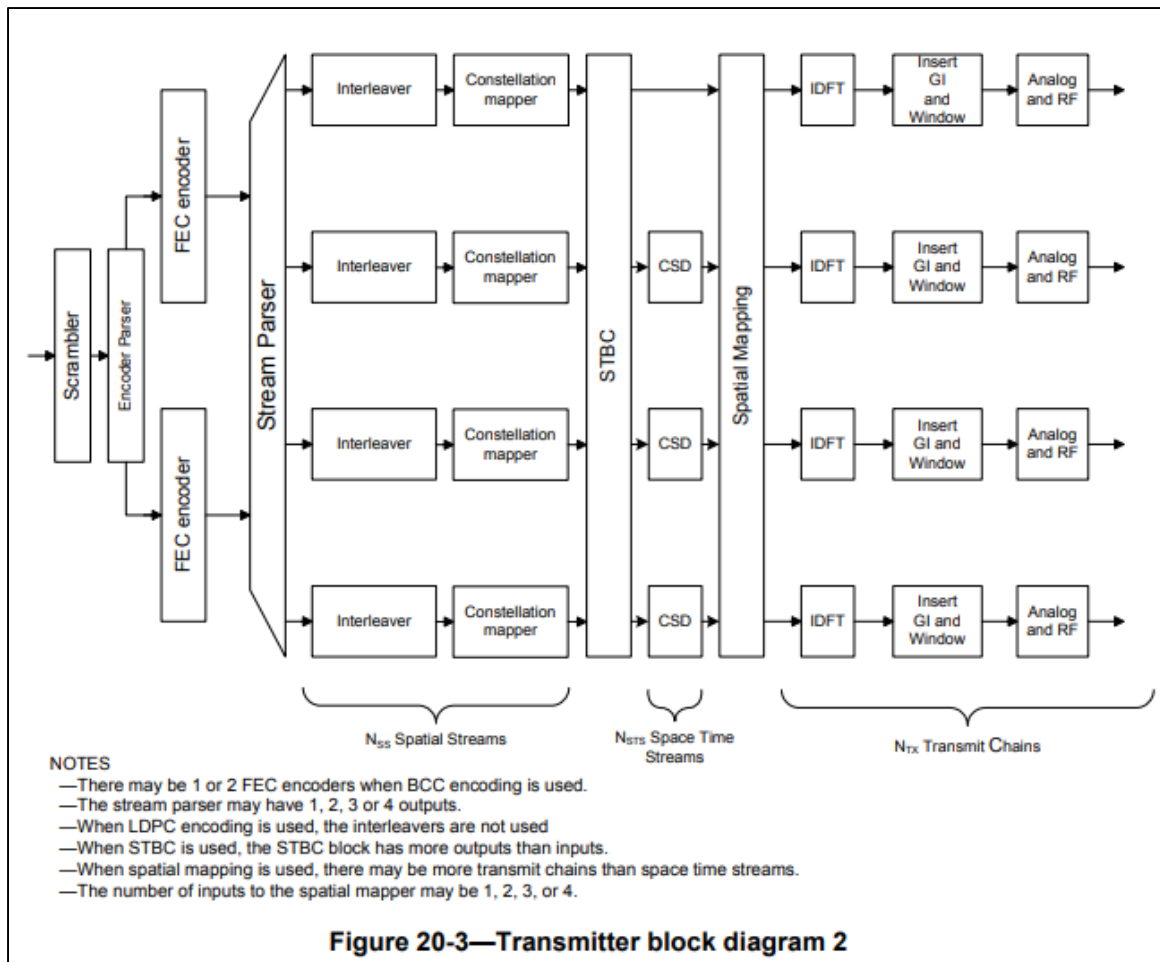 Scrambler
Encoder Parser
FEC encoder
FEC encoder
Stream Parser
Interleaver
Constellation
mapper
STBC
Spatial Mapping
IDFT
Insert
GI
and
Window
Analog
and RF
Interleaver
Constellation
mapper
CSD
IDFT
Insert
GI and
Window
Analog
and RF
Interleaver
Constellation
mapper
CSD
IDFT
Insert
GI and
Window
Analog
and RF
Interleaver
Constellation
mapper
CSD
IDFT
Insert
GI and
Window
Analog
and RF
NSS Spatial Streams
NSTS Space Time
Streams
NTX Transmit Chains
NOTES
—There may be 1 or 2 FEC encoders when BCC encoding is used.
—The stream parser may have 1, 2, 3 or 4 outputs.
—When LDPC encoding is used, the interleavers are not used
—When STBC is used, the STBC block has more outputs than inputs.
—When spatial mapping is used, there may be more transmit chains than space time streams.
—The number of inputs to the spatial mapper may be 1, 2, 3, or 4.
Figure 20-3—Transmitter block diagram 2